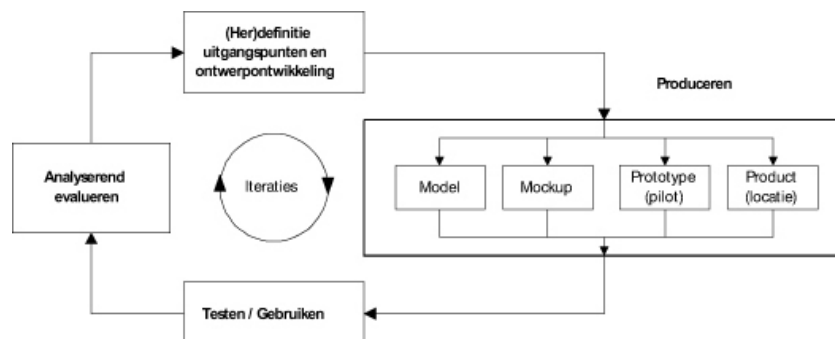 (Her)definitie
uitgangspunten en
ontwerpontwikkeling
Produceren
Model
Mockup
Prototype
(pilot)
Product
(locatie)
Analyserend
evalueren
Iteraties
Testen / Gebruiken